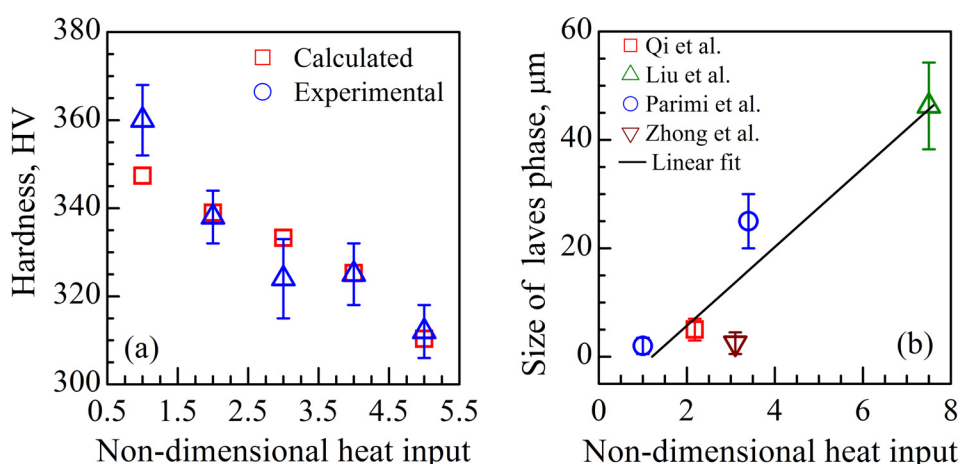 380
360
340
320
300
Hardness, HV
Calculated
Experimental
(a)
0.5 1.5 2.5 3.5 4.5 5.5
Non-dimensional heat input
60
40
20
0
Size of laves phase, μm
Qi et al.
Liu et al.
Parimi et al.
Zhong et al.
Linear fit
(b)
0 2 4 6 8
Non-dimensional heat input